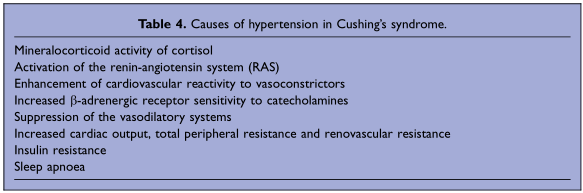 Table 4. Causes of hypertension in Cushing's syndrome.
Mineralocorticoid activity of cortisol
Activation of the renin-angiotensin system (RAS)
Enhancement of cardiovascular reactivity to vasoconstrictors
Increased β-adrenergic receptor sensitivity to catecholamines
Suppression of the vasodilatory systems
Increased cardiac output, total peripheral resistance and renovascular resistance
Insulin resistance
Sleep apnoea